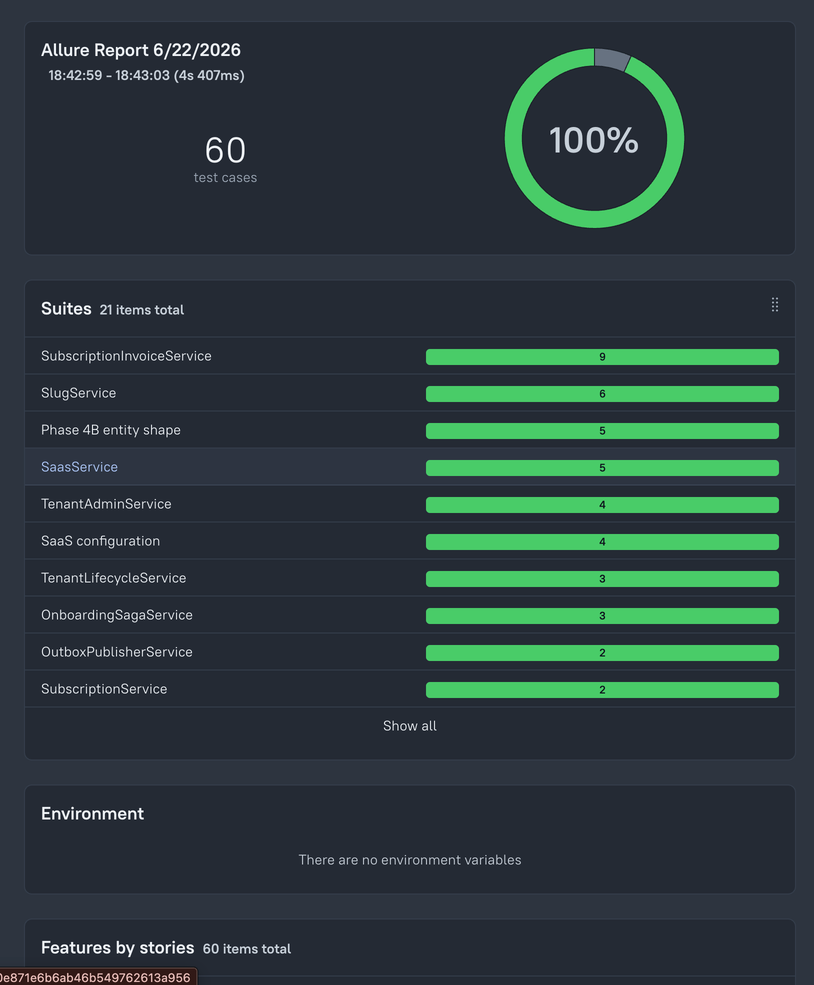 Allure Report 6/22/2026
18:42:59 - 18:43:03 (4s 407ms)
60
test cases
100%
Suites 21 items total
SubscriptionInvoiceService 9
SlugService 6
Phase 4B entity shape 5
SaasService 5
TenantAdminService 4
SaaS configuration 4
TenantLifecycleService 3
OnboardingSagaService 3
OutboxPublisherService 2
SubscriptionService 2
Show all
Environment
There are no environment variables
Features by stories 60 items total
0e871e6b6ab46b549762613a956